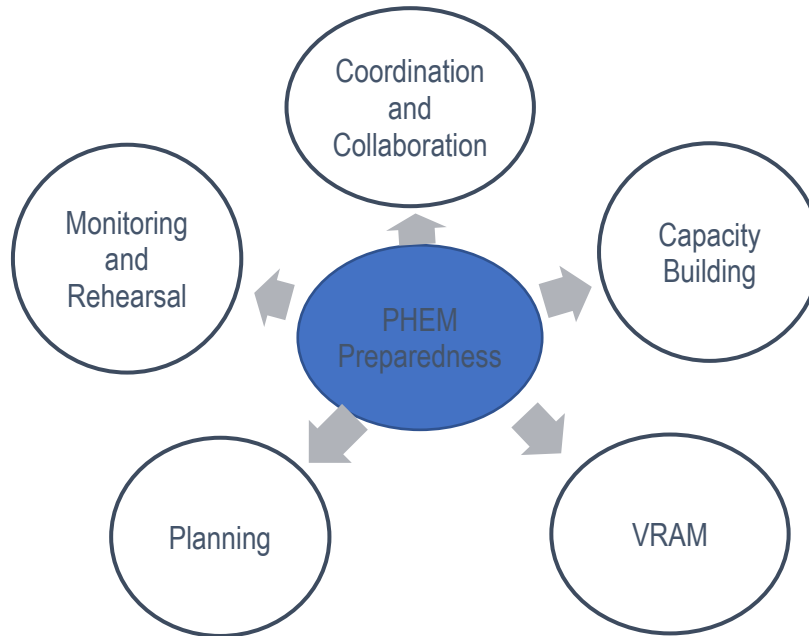 Coordination
and
Collaboration
Monitoring
and
Rehearsal
Capacity
Building
PHEM
Preparedness
Planning
VRAM